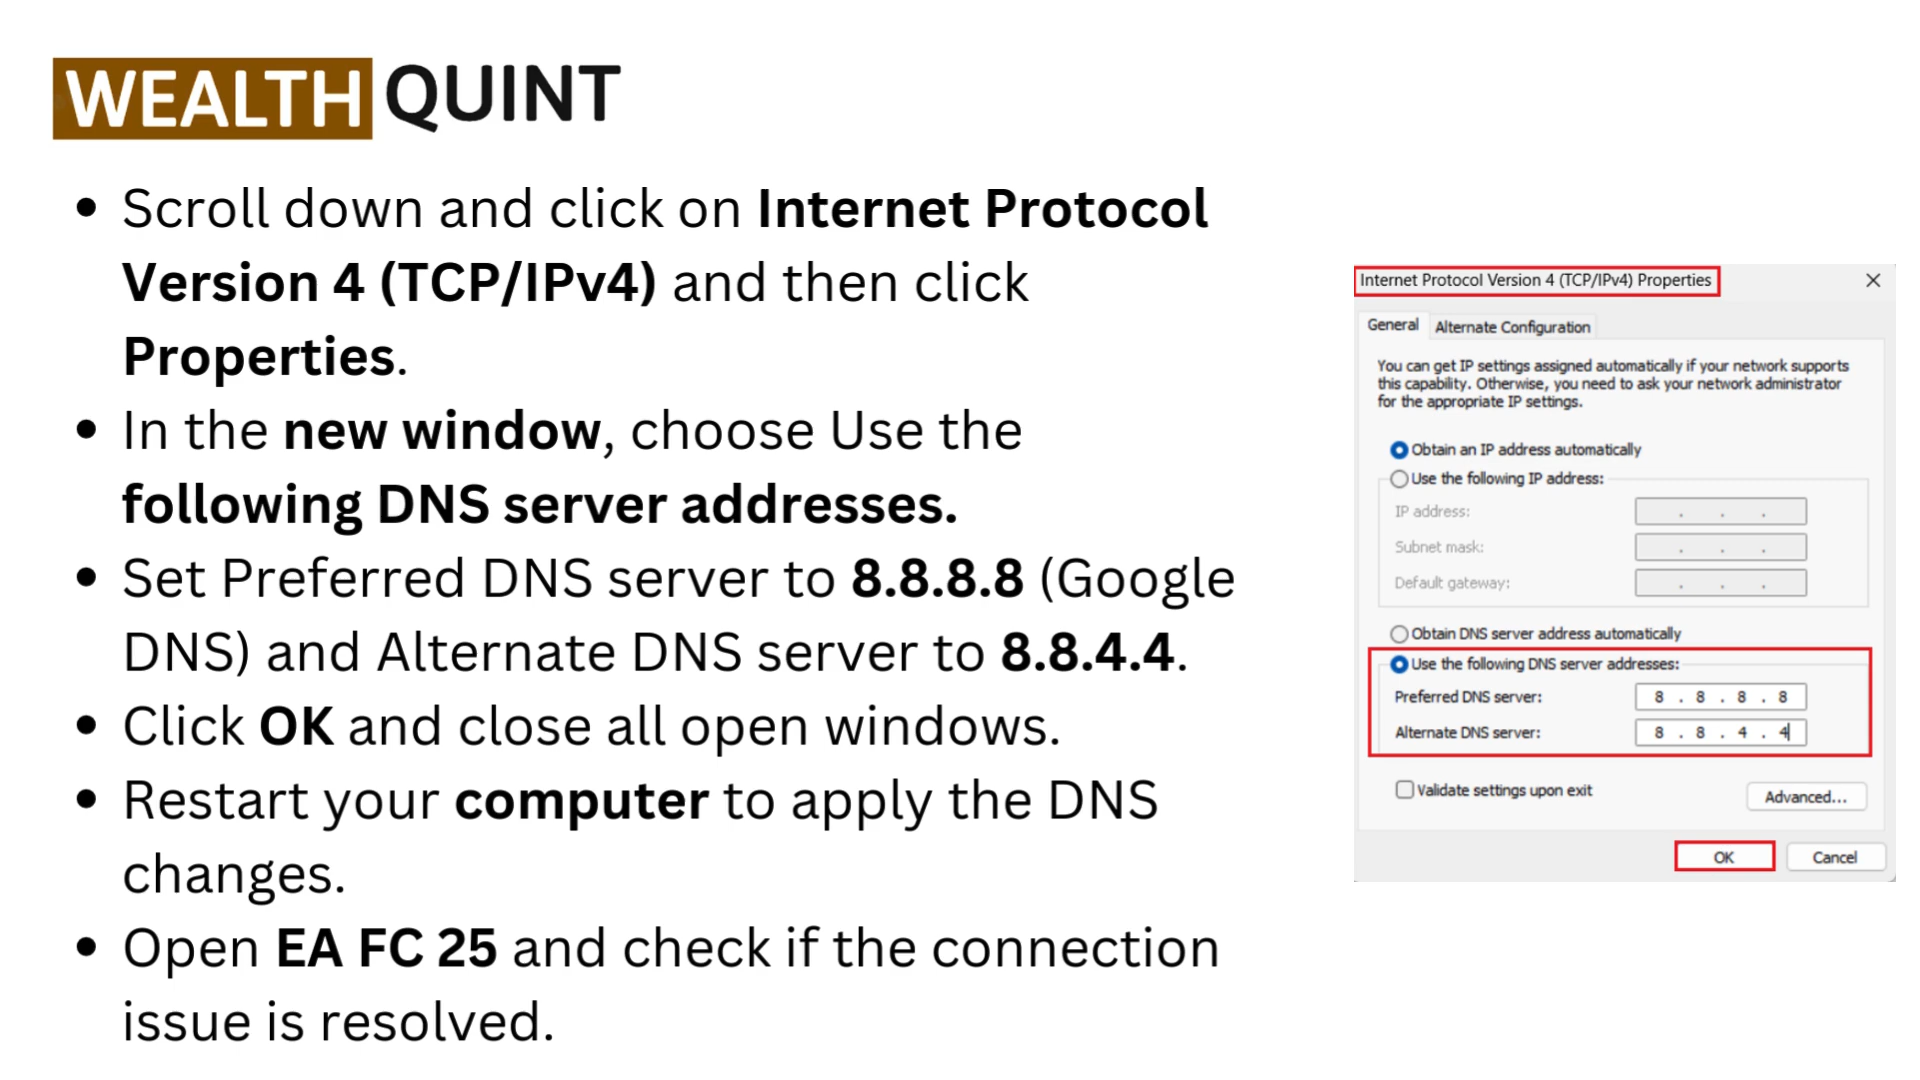 WEALTH QUINT
• Scroll down and click on Internet Protocol
Version 4 (TCP/IPv4) and then click
Properties.
• In the new window, choose Use the
following DNS server addresses.
• Set Preferred DNS server to 8.8.8.8 (Google
DNS) and Alternate DNS server to 8.8.4.4.
• Click OK and close all open windows.
• Restart your computer to apply the DNS
changes.
• Open EA FC 25 and check if the connection
issue is resolved.
Internet Protocol Version 4 (TCP/IPv4) Properties
General Alternate Configuration
You can get IP settings assigned automatically if your network supports
this capability. Otherwise, you need to ask your network administrator
for the appropriate IP settings.
Obtain an IP address automatically
Use the following IP address:
IP address: . . .
Subnet mask: . . .
Default gateway: . . .
Obtain DNS server address automatically
Use the following DNS server addresses:
Preferred DNS server: 8 . 8 . 8 . 8
Alternate DNS server: 8 . 8 . 4 . 4
Validate settings upon exit
Advanced...
OK Cancel